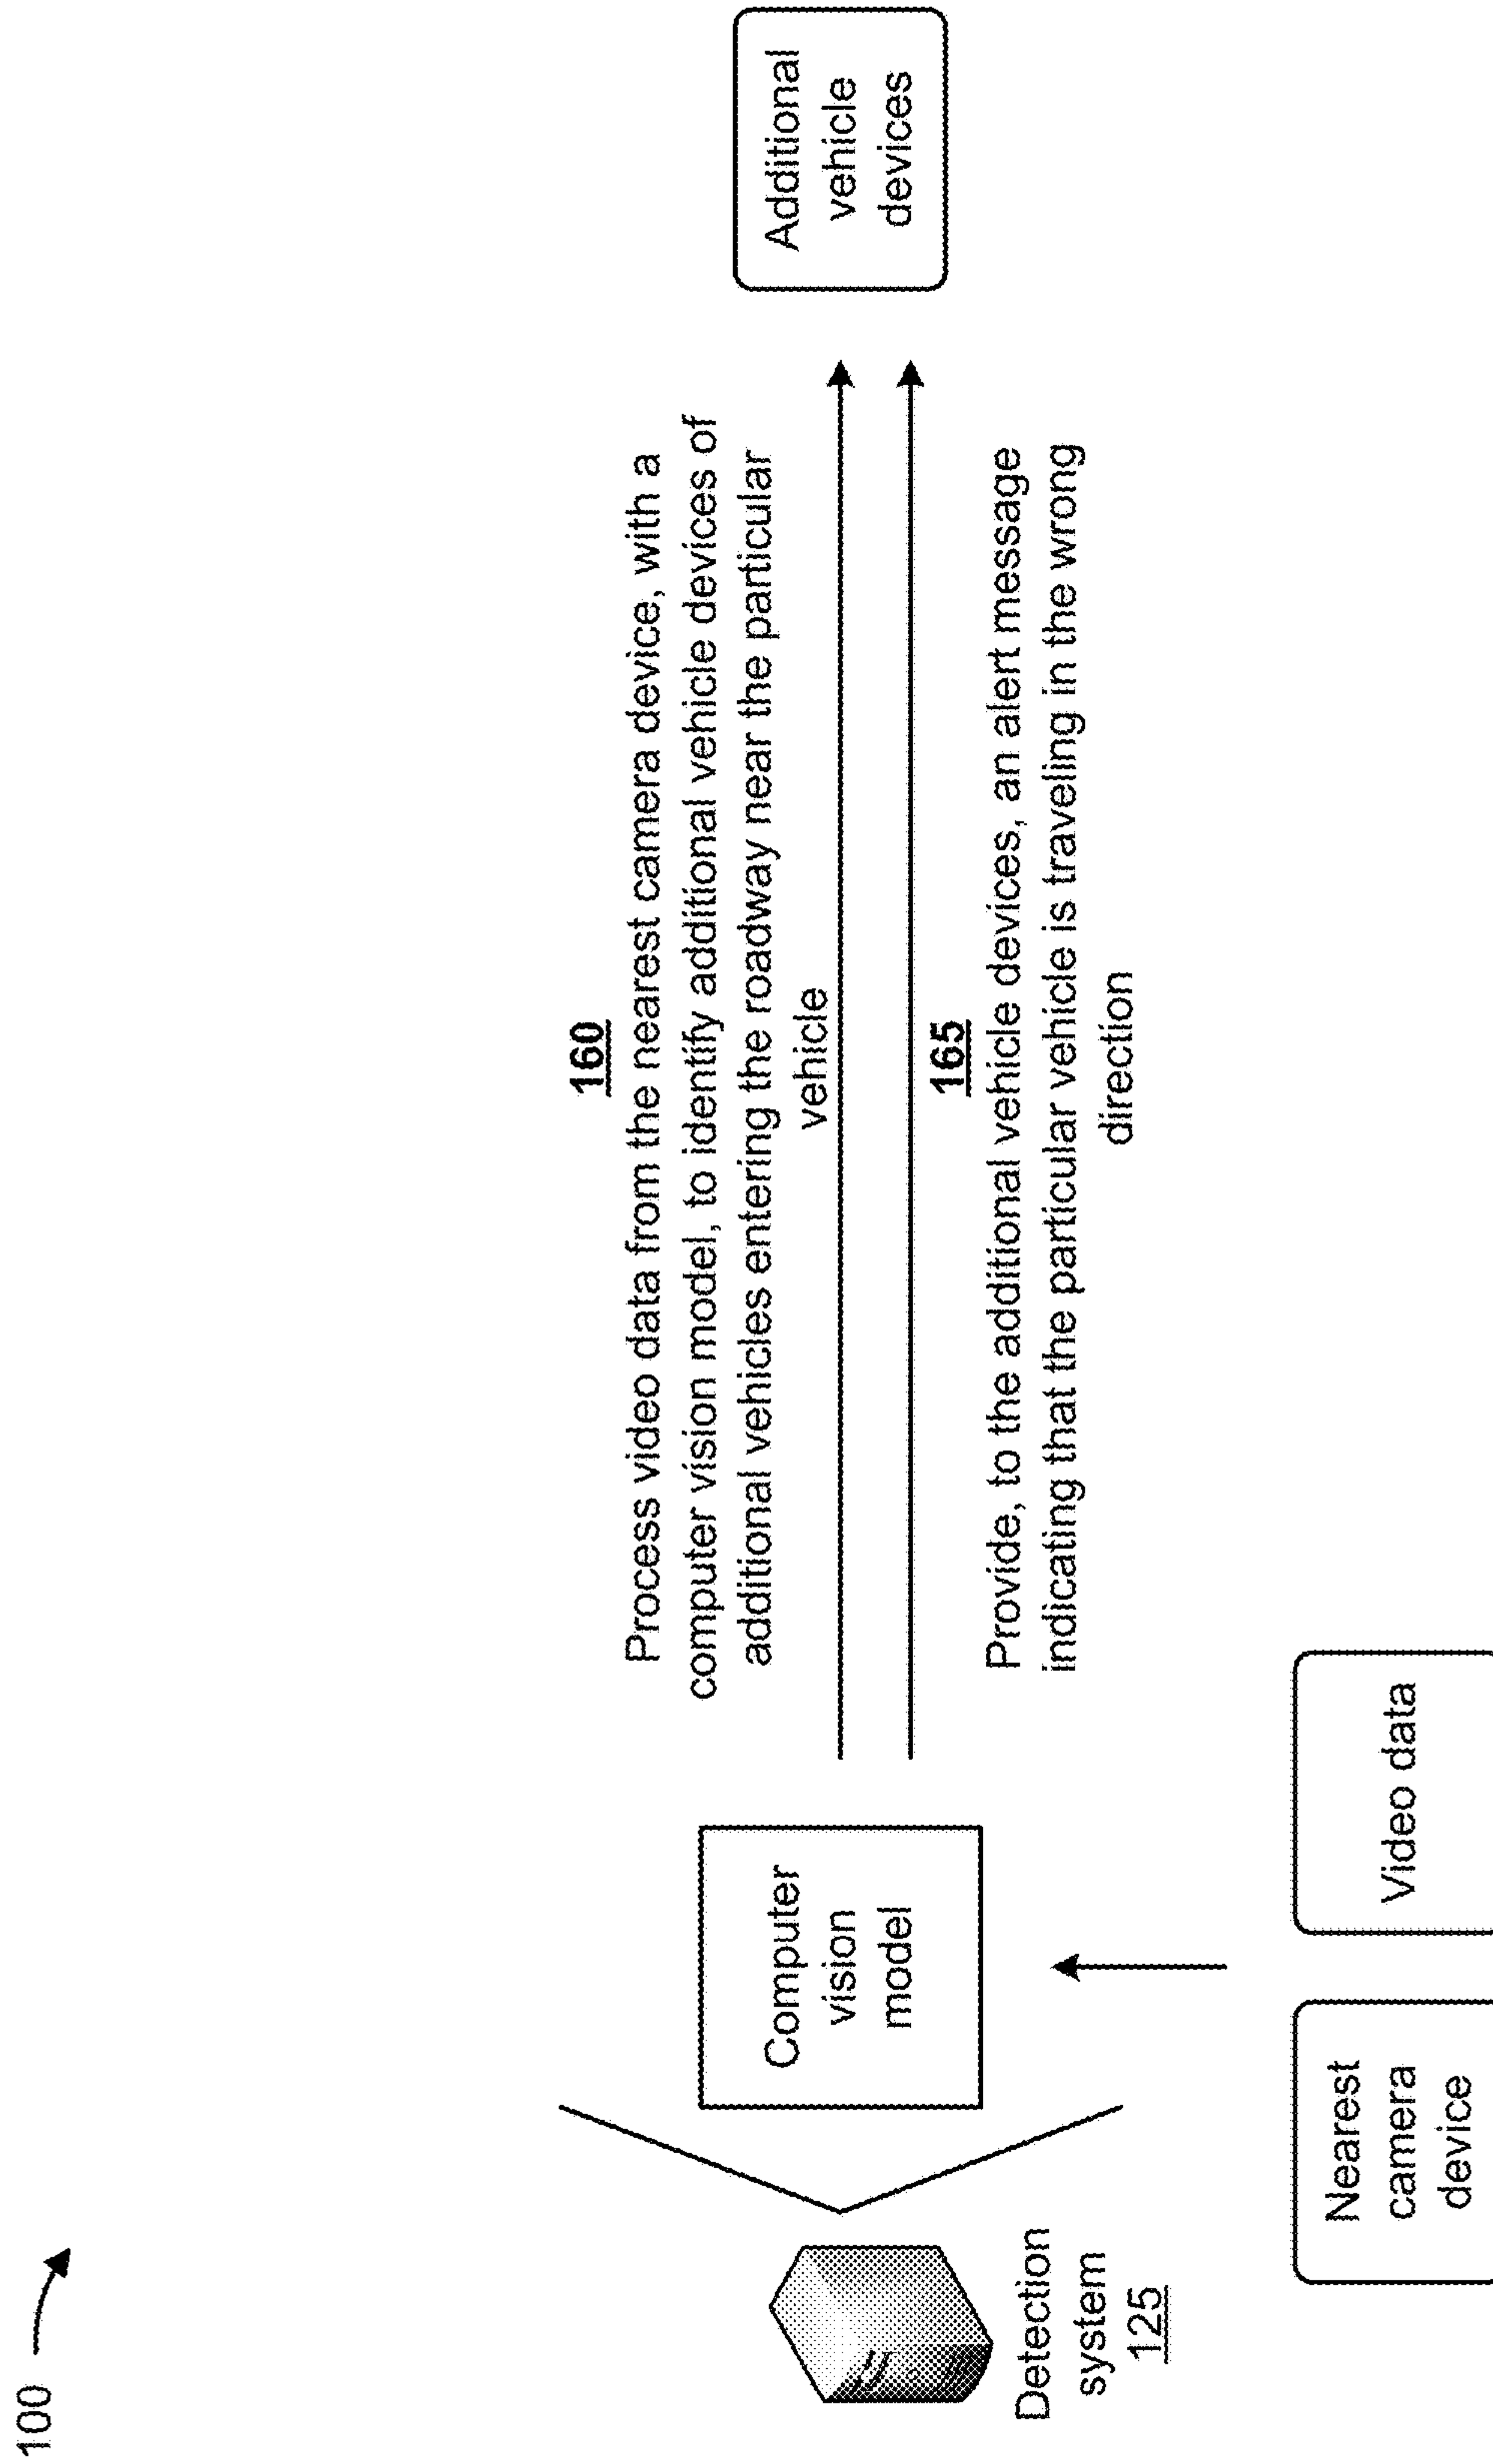 100
160
Process video data from the nearest camera device, with a
computer vision model, to identify additional vehicle devices of
additional vehicles entering the roadway near the particular
vehicle
Computer
vision
model
Additional
vehicle
devices
165
Provide, to the additional vehicle devices, an alert message
indicating that the particular vehicle is traveling in the wrong
direction
Detection
system
125
Nearest
camera
device
Video data